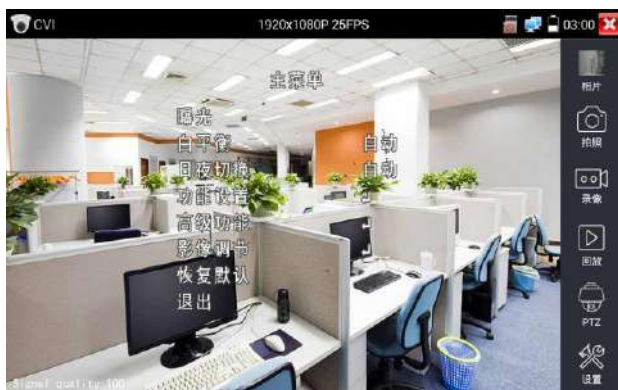 CVI 1920x1080P 25FPS 03:00
主菜单
曝光
白平衡 自动
日夜切换 自动
功能设置
高级功能
影像调节
恢复默认
退出
相片
拍照
录像
回放
PTZ
设置
Signal quality 100